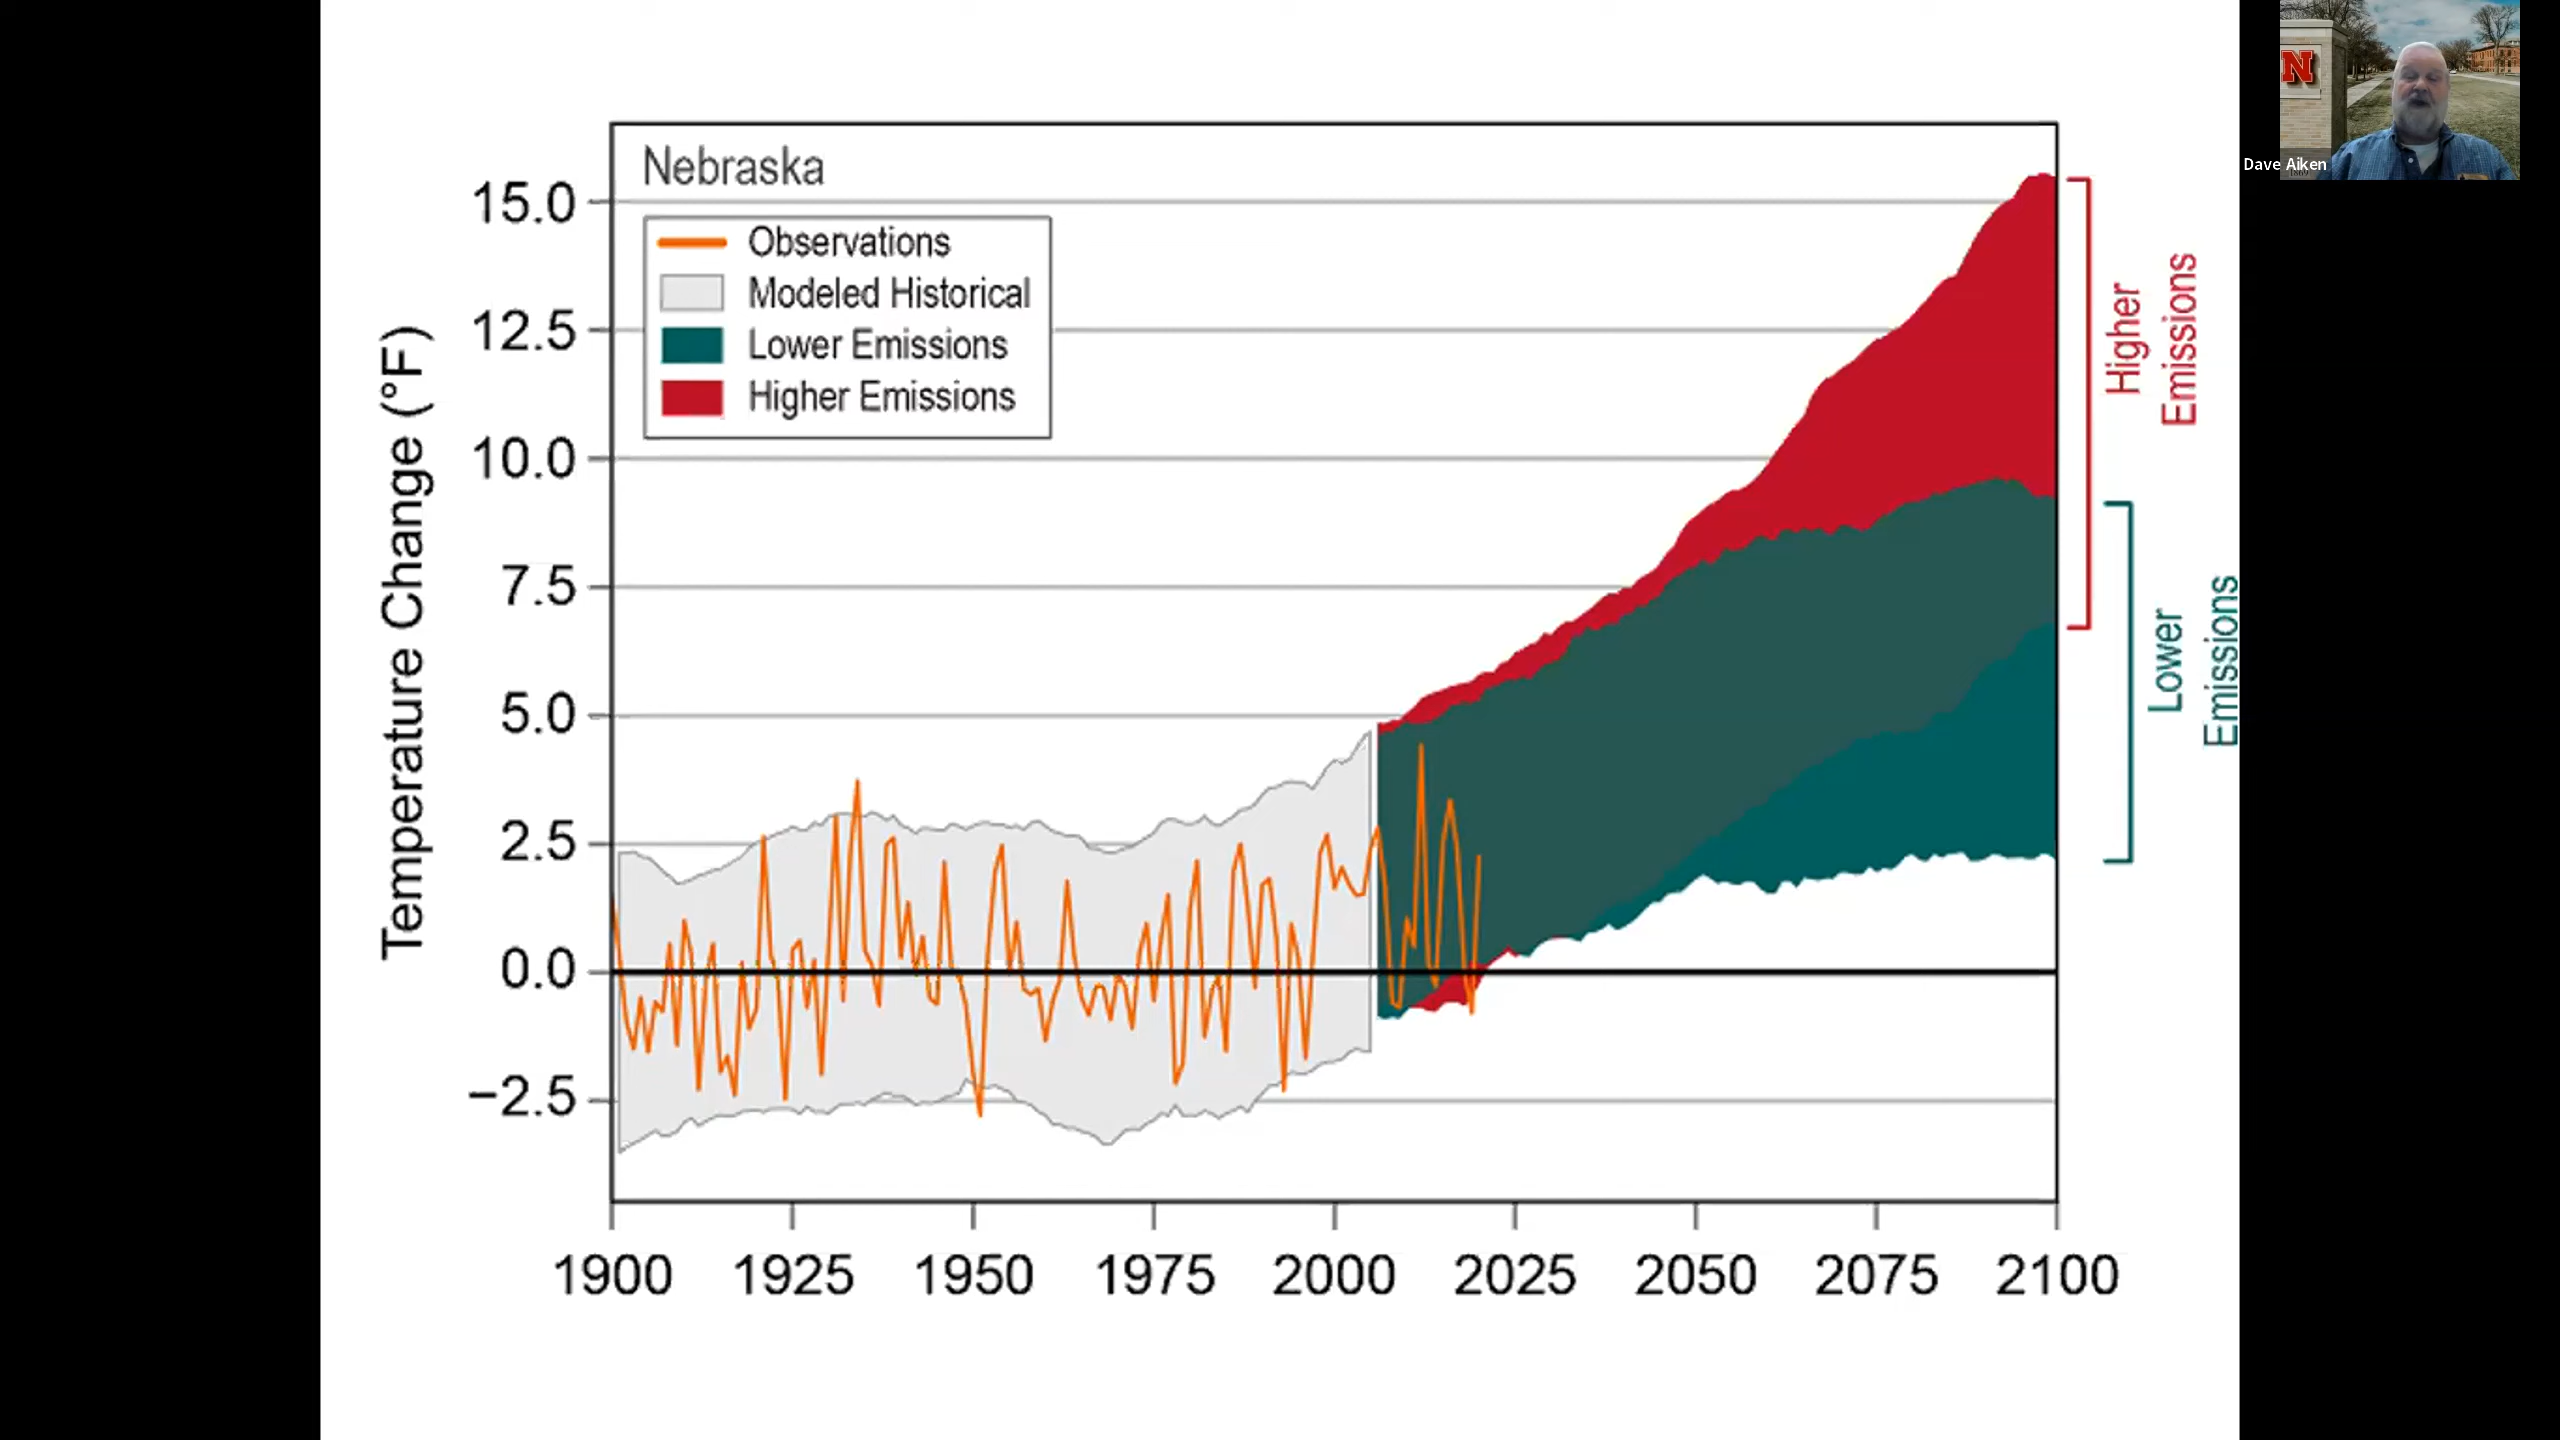 Nebraska
Observations
Modeled Historical
Lower Emissions
Higher Emissions
Temperature Change (°F)
15.0
12.5
10.0
7.5
5.0
2.5
0.0
−2.5
1900 1925 1950 1975 2000 2025 2050 2075 2100
Higher
Emissions
Lower
Emissions
N
Dave Aiken